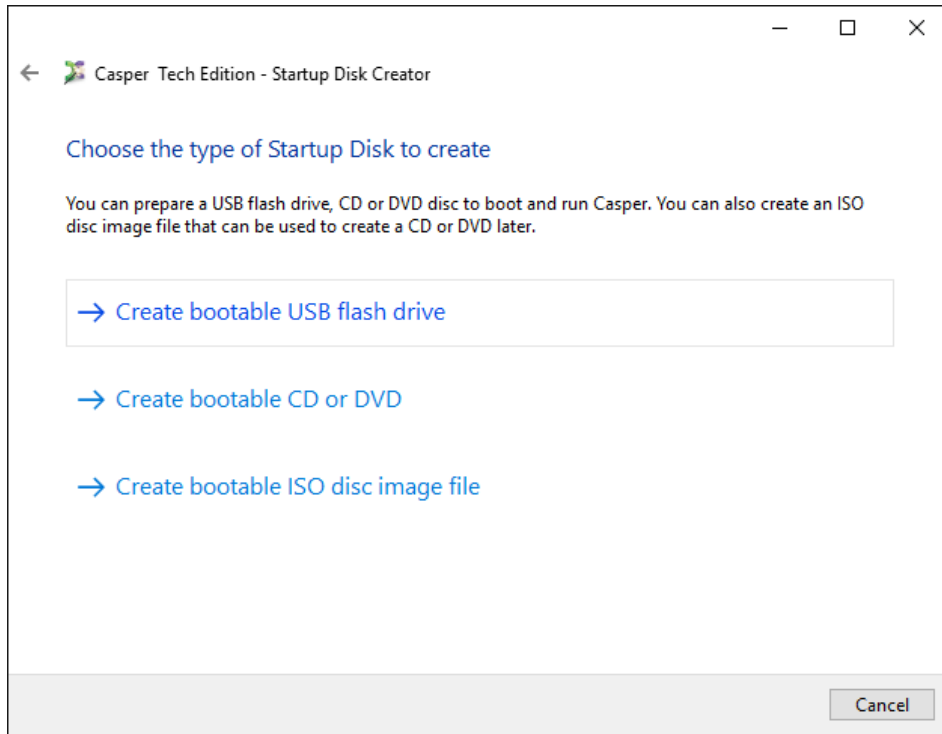 Casper Tech Edition - Startup Disk Creator
Choose the type of Startup Disk to create
You can prepare a USB flash drive, CD or DVD disc to boot and run Casper. You can also create an ISO
disc image file that can be used to create a CD or DVD later.
Create bootable USB flash drive
Create bootable CD or DVD
Create bootable ISO disc image file
Cancel